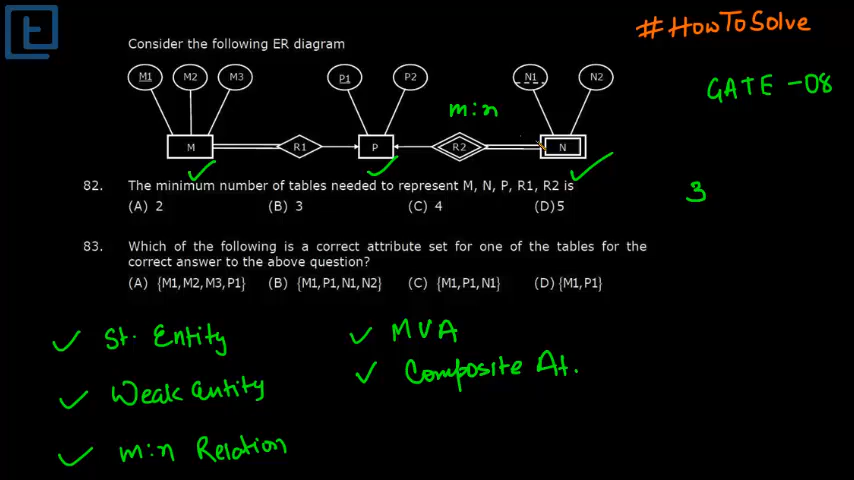 #HowToSolve
Consider the following ER diagram
GATE -08
M1 M2 M3 P1 P2 N1 N2
m:n
M R1 P R2 N
82. The minimum number of tables needed to represent M, N, P, R1, R2 is
3
(A) 2 (B) 3 (C) 4 (D) 5
83. Which of the following is a correct attribute set for one of the tables for the
correct answer to the above question?
(A) {M1, M2, M3, P1} (B) {M1, P1, N1, N2} (C) {M1, P1, N1} (D) {M1, P1}
St. Entity
MVA
Weak entity
Composite At.
m:n Relation